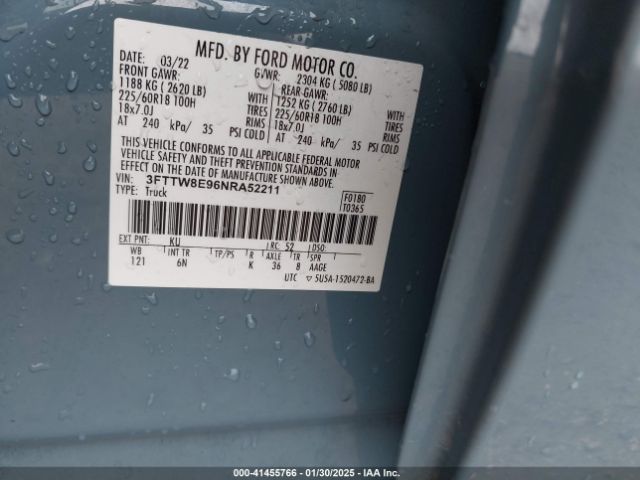 MFD. BY FORD MOTOR CO.
DATE: 03/22 GVWR: 2304 KG ( 5080 LB)
FRONT GAWR: REAR GAWR:
1188 KG ( 2620 LB) WITH 1252 KG ( 2760 LB) WITH
225/60R18 100H TIRES 225/60R18 100H TIRES
18x7.0J RIMS 18x7.0J RIMS
AT 240 kPa/ 35 PSI COLD AT 240 kPa/ 35 PSI COLD
THIS VEHICLE CONFORMS TO ALL APPLICABLE FEDERAL MOTOR
VEHICLE SAFETY AND THEFT PREVENTION STANDARDS IN
EFFECT ON THE DATE OF MANUFACTURE SHOWN ABOVE.
VIN: 3FTTW8E96NRA52211
TYPE: Truck
F0180
T0365
EXT PNT: KU RC: 52 DSO:
WB INT TR TP/PS R AXLE TR SPR
121 6N K 36 8 AAGE
UTC ▽ 5U5A-1520472-BA
000-41455766 - 01/30/2025 - IAA Inc.